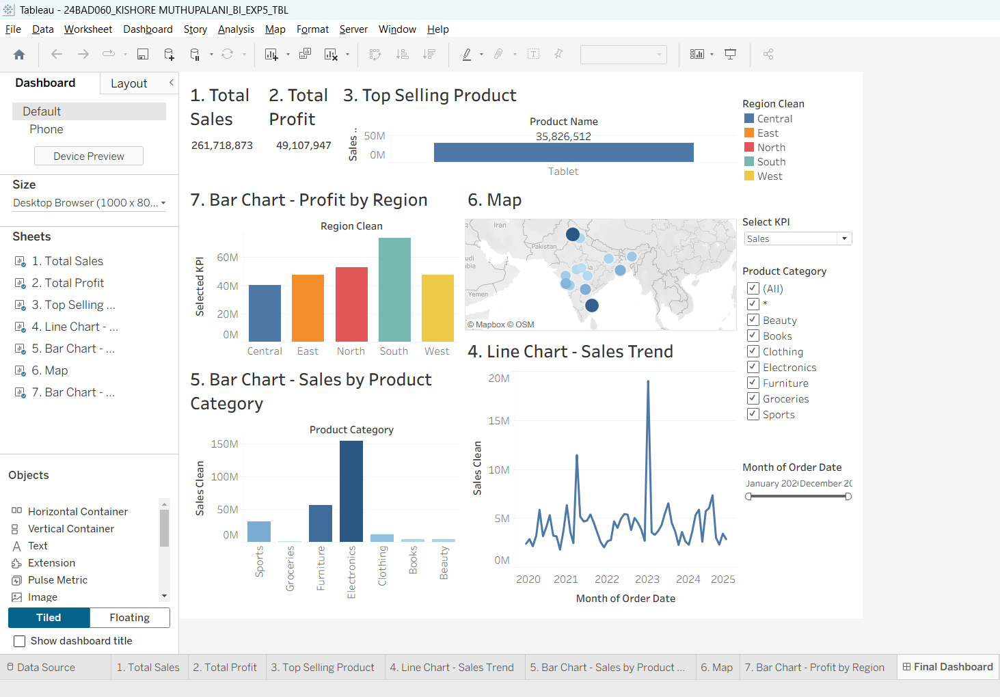 Tableau - 24BAD060_KISHORE MUTHUPALANI_BI_EXP5_TBL
File Data Worksheet Dashboard Story Analysis Map Format Server Window Help
Dashboard
Layout
Default
Phone
Device Preview
Size
Desktop Browser (1000 x 80...
Sheets
1. Total Sales
2. Total Profit
3. Top Selling ...
4. Line Chart - ...
5. Bar Chart - ...
6. Map
7. Bar Chart - ...
Objects
Horizontal Container
Vertical Container
Text
Extension
Pulse Metric
Image
Tiled
Floating
Show dashboard title
1. Total
Sales
261,718,873
2. Total
Profit
49,107,947
3. Top Selling Product
Product Name
Sales ..
50M
0M
35,826,512
Tablet
7. Bar Chart - Profit by Region
Region Clean
Selected KPI
60M
40M
20M
0M
Central East North South West
6. Map
Iran
Pakistan
udi
bia
Yemen
© Mapbox © OSM
5. Bar Chart - Sales by Product
Category
Product Category
Sales Clean
150M
100M
50M
0M
Sports
Groceries
Furniture
Electronics
Clothing
Books
Beauty
4. Line Chart - Sales Trend
Sales Clean
20M
15M
10M
5M
0M
2020 2021 2022 2023 2024 2025
Month of Order Date
Region Clean
Central
East
North
South
West
Select KPI
Sales
Product Category
(All)
*
Beauty
Books
Clothing
Electronics
Furniture
Groceries
Sports
Month of Order Date
January 202 December 20
Data Source
1. Total Sales
2. Total Profit
3. Top Selling Product
4. Line Chart - Sales Trend
5. Bar Chart - Sales by Product ...
6. Map
7. Bar Chart - Profit by Region
Final Dashboard